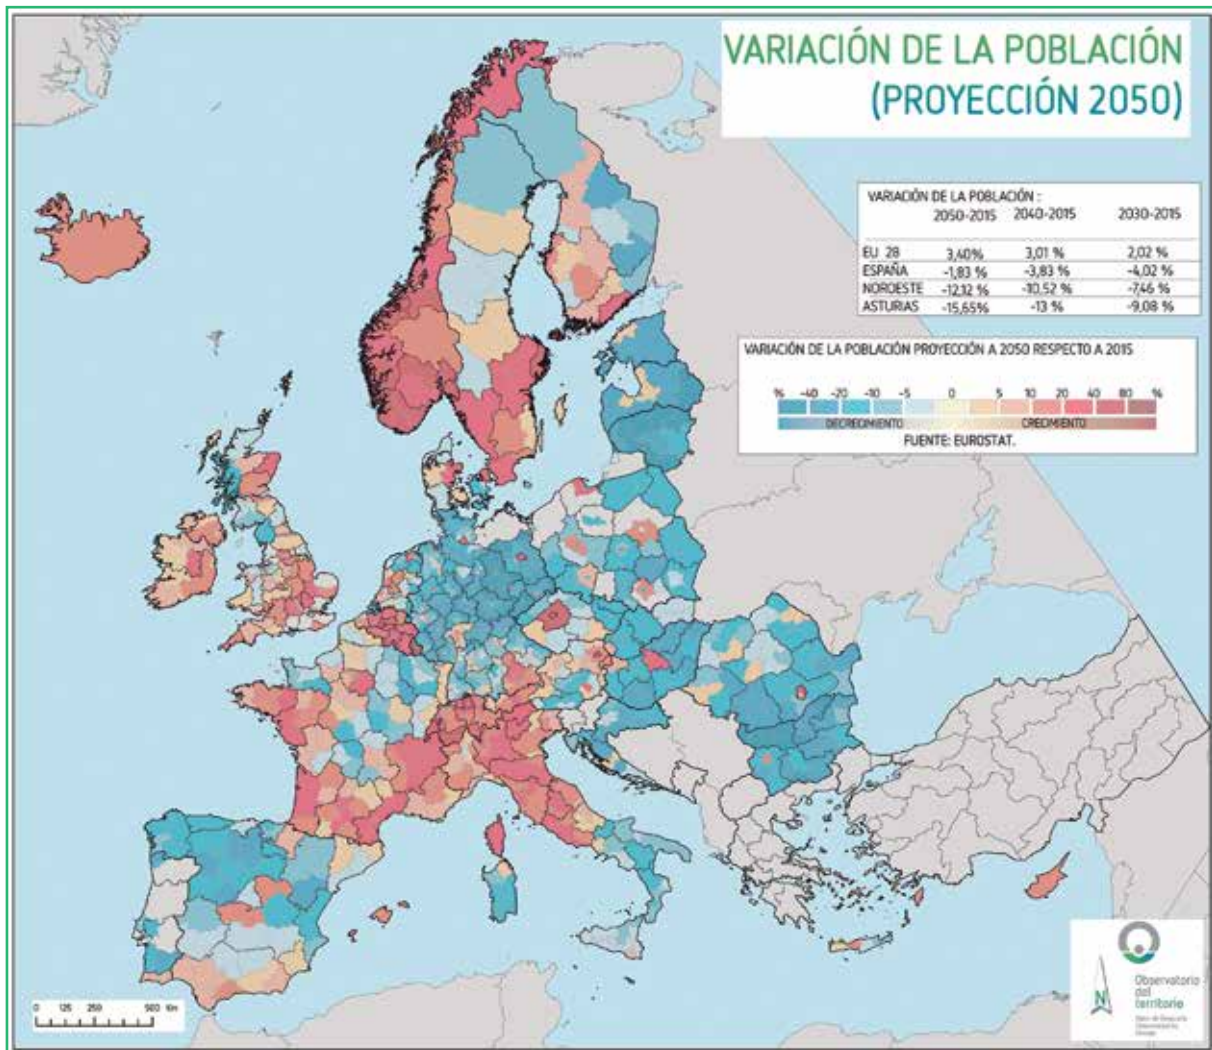 VARIACIÓN DE LA POBLACIÓN
(PROYECCIÓN 2050)
VARIACIÓN DE LA POBLACIÓN :
2050-2015 2040-2015 2030-2015
EU 28 3,40% 3,01 % 2,02 %
ESPAÑA -1,83 % -3,83 % -4,02 %
NOROESTE -12,12 % -10,52 % -7,46 %
ASTURIAS -15,65% -13 % -9,08 %
VARIACIÓN DE LA POBLACIÓN PROYECCIÓN A 2050 RESPECTO A 2015
% -40 -20 -10 -5 0 5 10 20 40 80 %
DECRECIMIENTO CRECIMIENTO
FUENTE: EUROSTAT.
0 125 250 500 Km
N
Observatorio
del
territorio